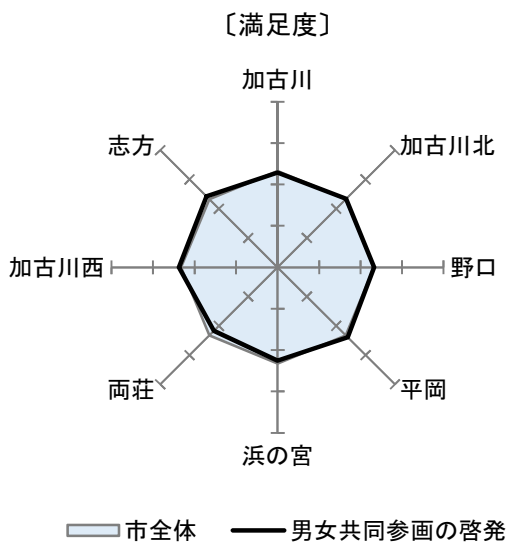 〔満足度〕
加古川
志方
加古川北
加古川西
野口
両荘
平岡
浜の宮
市全体
男女共同参画の啓発